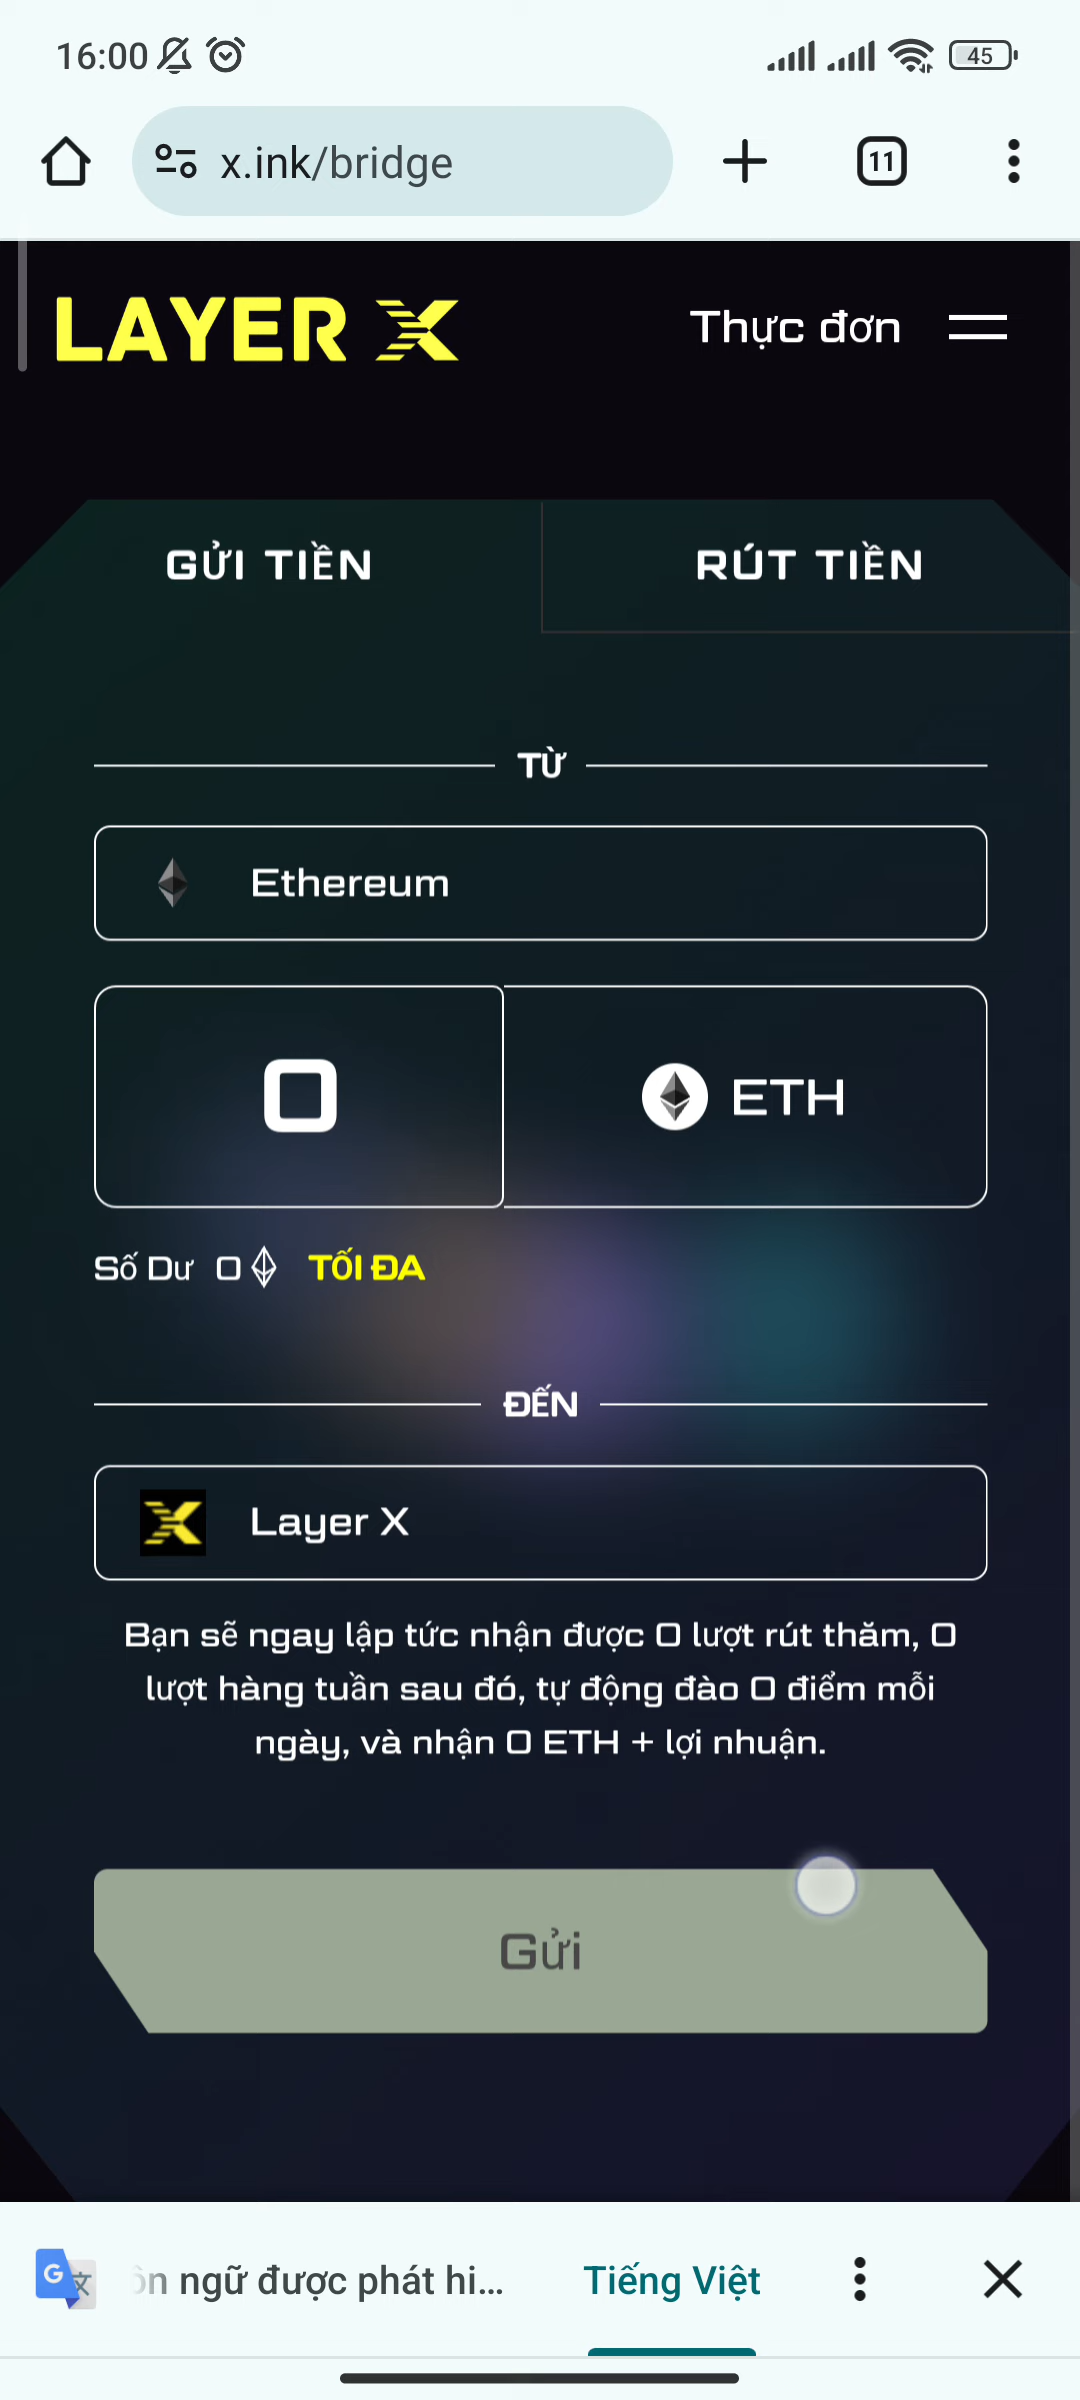 16:00
45
x.ink/bridge
11
LAYER X
Thực đơn
GỬI TIỀN
RÚT TIỀN
TỪ
Ethereum
0
ETH
Số Dư 0 TỐI ĐA
ĐẾN
Layer X
Bạn sẽ ngay lập tức nhận được 0 lượt rút thăm, 0
lượt hàng tuần sau đó, tự động đào 0 điểm mỗi
ngày, và nhận 0 ETH + lợi nhuận.
Gửi
ngữ được phát hi... Tiếng Việt